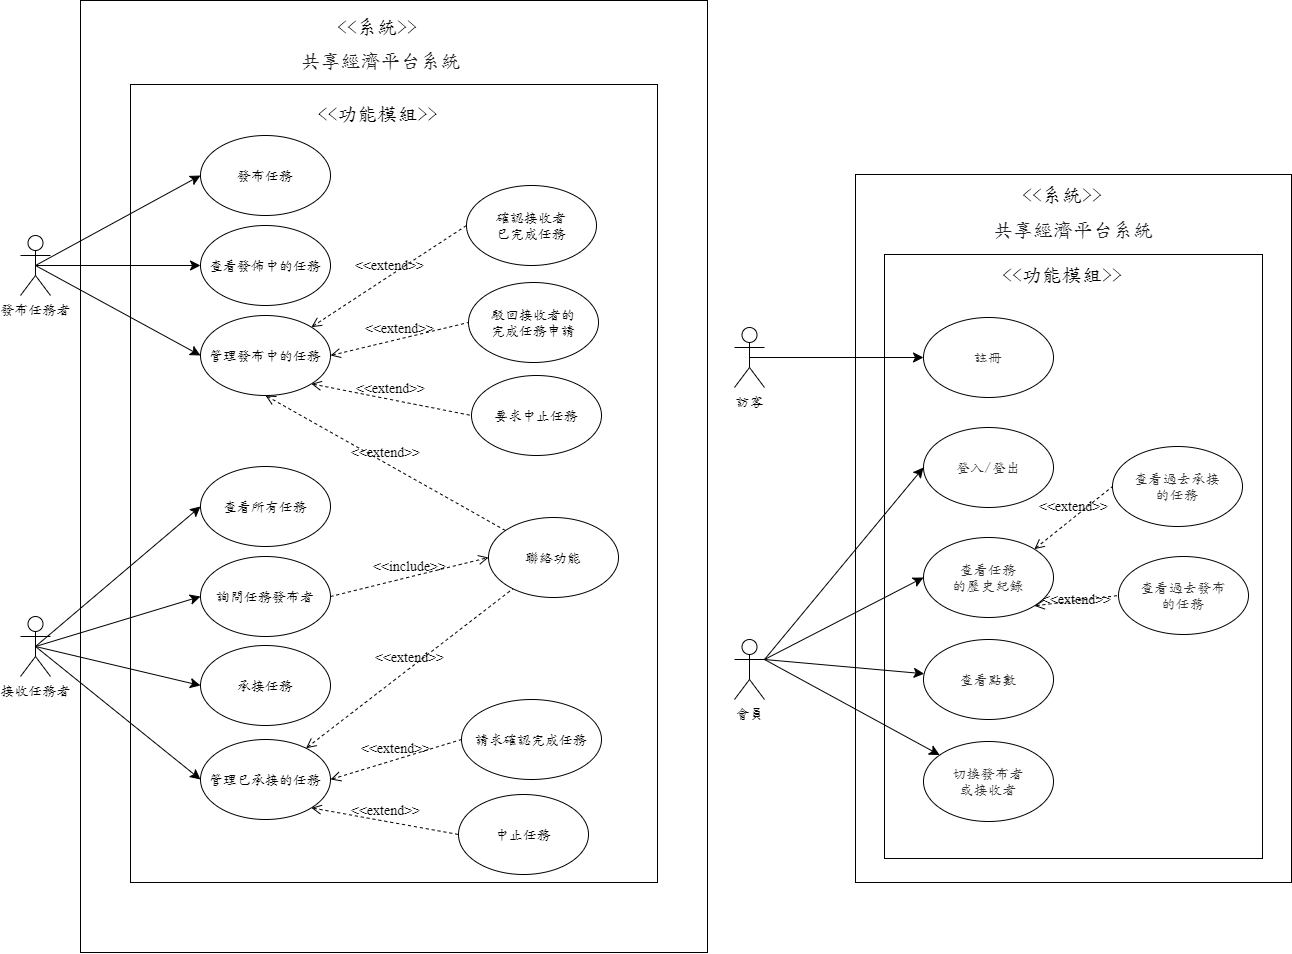 <<系統>>
共享經濟平台系統
<<功能模組>>
發布任務
查看發佈中的任務
管理發布中的任務
確認接收者
已完成任務
駁回接收者的
完成任務申請
要求中止任務
<<extend>>
<<extend>>
<<extend>>
<<extend>>
發布任務者
查看所有任務
詢問任務發布者
承接任務
管理已承接的任務
聯絡功能
<<include>>
<<extend>>
請求確認完成任務
<<extend>>
中止任務
<<extend>>
接收任務者
<<系統>>
共享經濟平台系統
<<功能模組>>
註冊
訪客
登入/登出
查看任務
的歷史紀錄
查看過去承接
的任務
<<extend>>
查看過去發布
的任務
<<extend>>
查看點數
切換發布者
或接收者
會員